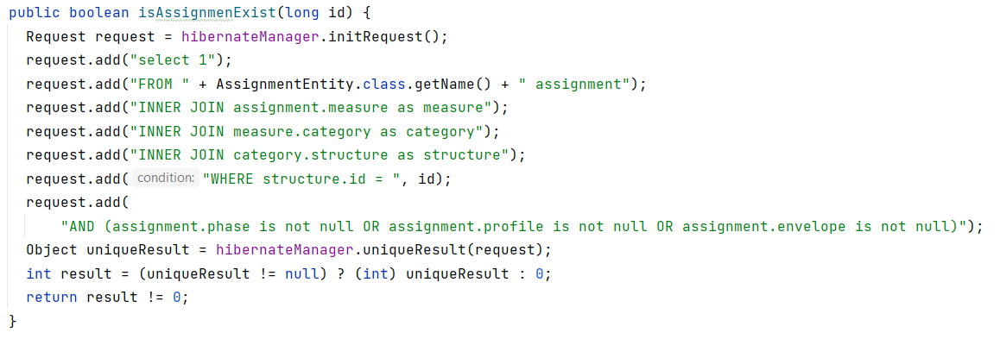 public boolean isAssignmenExist(long id) {
  Request request = hibernateManager.initRequest();
  request.add("select 1");
  request.add("FROM " + AssignmentEntity.class.getName() + " assignment");
  request.add("INNER JOIN assignment.measure as measure");
  request.add("INNER JOIN measure.category as category");
  request.add("INNER JOIN category.structure as structure");
  request.add( condition: "WHERE structure.id = ", id);
  request.add(
      "AND (assignment.phase is not null OR assignment.profile is not null OR assignment.envelope is not null)");
  Object uniqueResult = hibernateManager.uniqueResult(request);
  int result = (uniqueResult != null) ? (int) uniqueResult : 0;
  return result != 0;
}